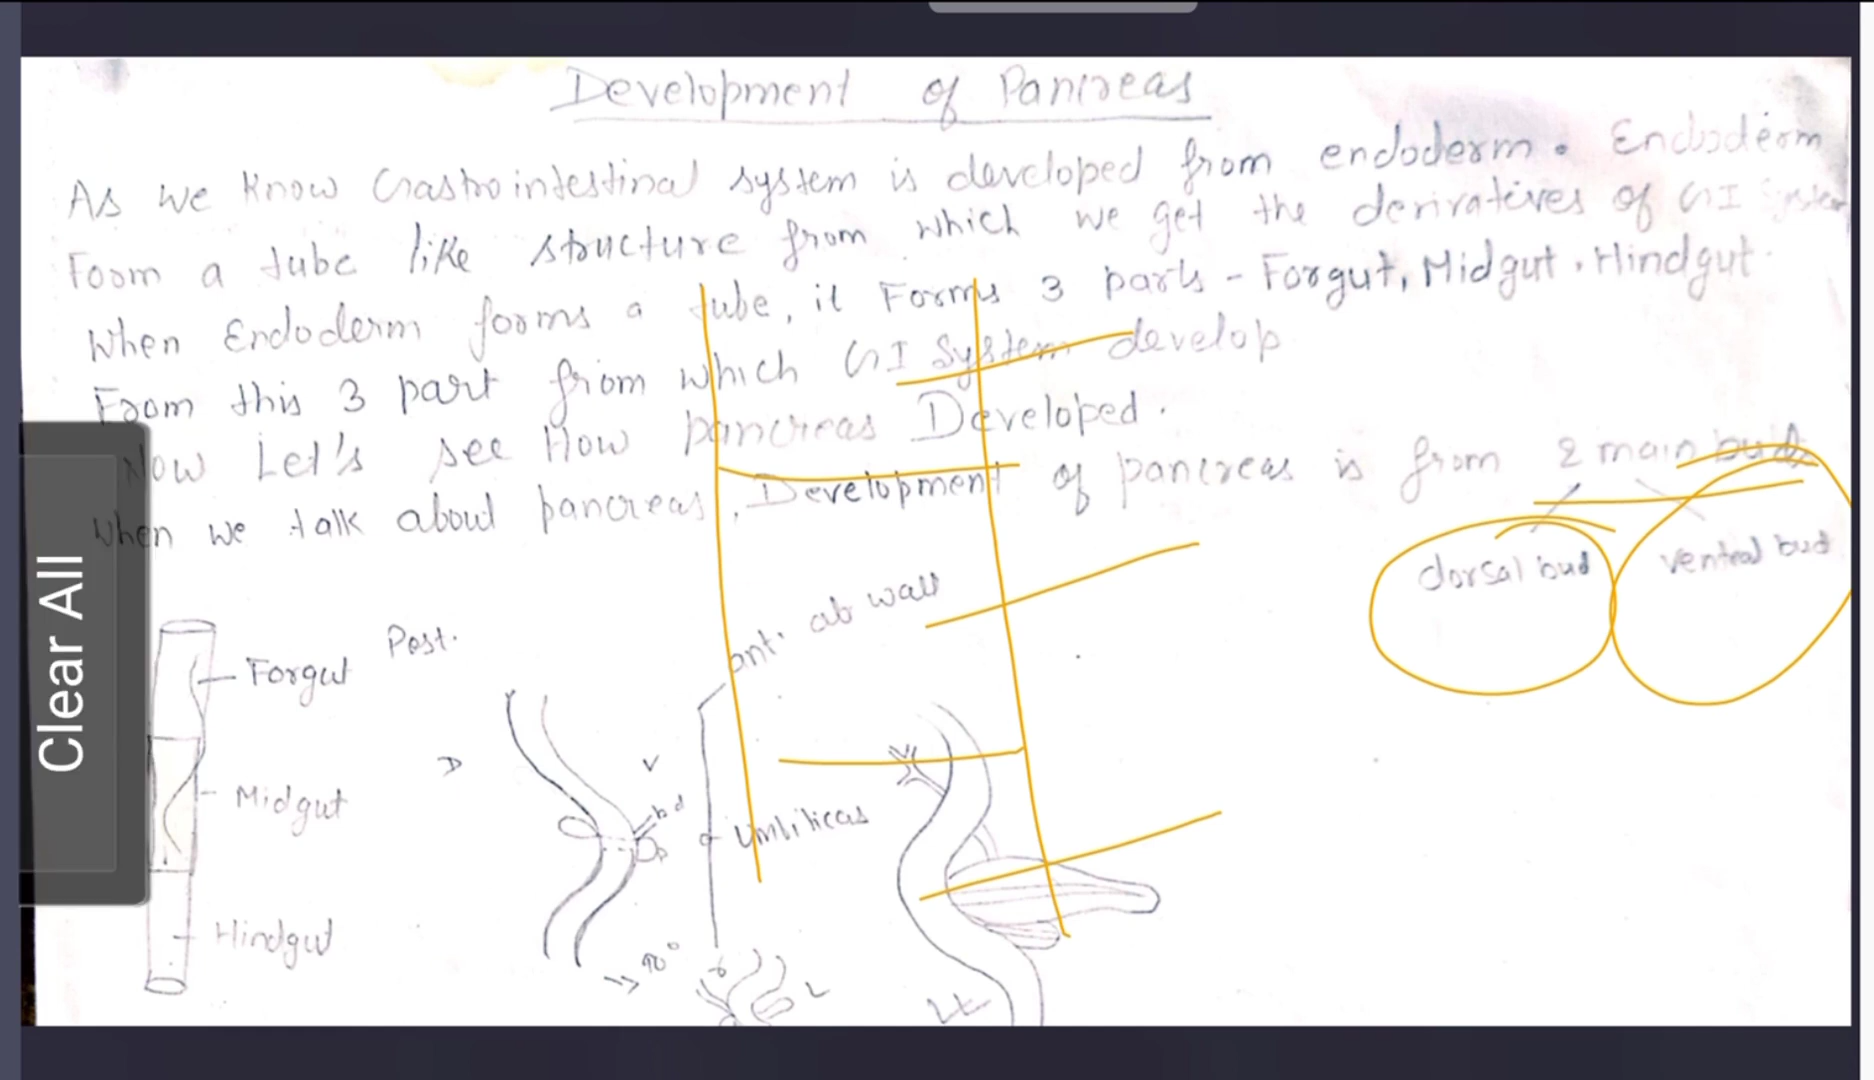 Development of Pancreas
As we know Gastrointestinal system is developed from endoderm. Endoderm
Form a tube like structure from which we get the derivatives of GI System
When Endoderm forms a tube, it Forms 3 parts - Forgut, Midgut, Hindgut.
From this 3 part from which GI System develop
Now Let's see How pancreas Developed.
When we talk about pancreas, Development of pancreas is from 2 main buds
dorsal bud ventral bud
ant. ab wall
Post.
Forgut
D
V
bd
Midgut
Umbilicas
Hindgut
90°
L
Clear All